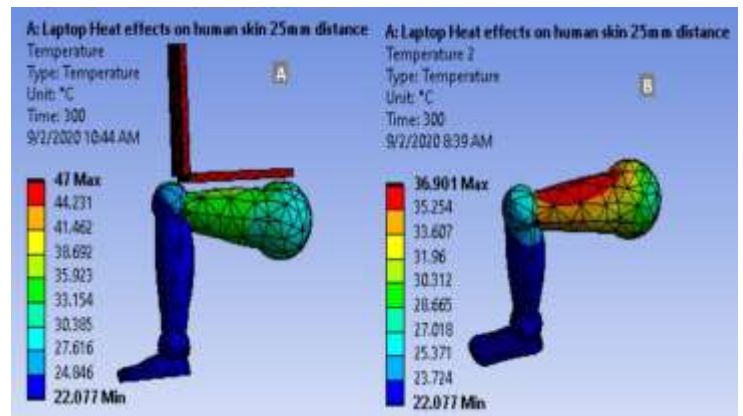 A: Laptop Heat effects on human skin 25mm distance
Temperature
Type: Temperature
Unit: °C
Time: 300
9/2/2020 10:44 AM
A
47 Max
44.231
41.462
38.692
35.923
33.154
30.385
27.616
24.846
22.077 Min
A: Laptop Heat effects on human skin 25mm distance
Temperature 2
Type: Temperature
Unit: °C
Time: 300
9/2/2020 8:39 AM
B
36.901 Max
35.254
33.607
31.96
30.312
28.665
27.018
25.371
23.724
22.077 Min